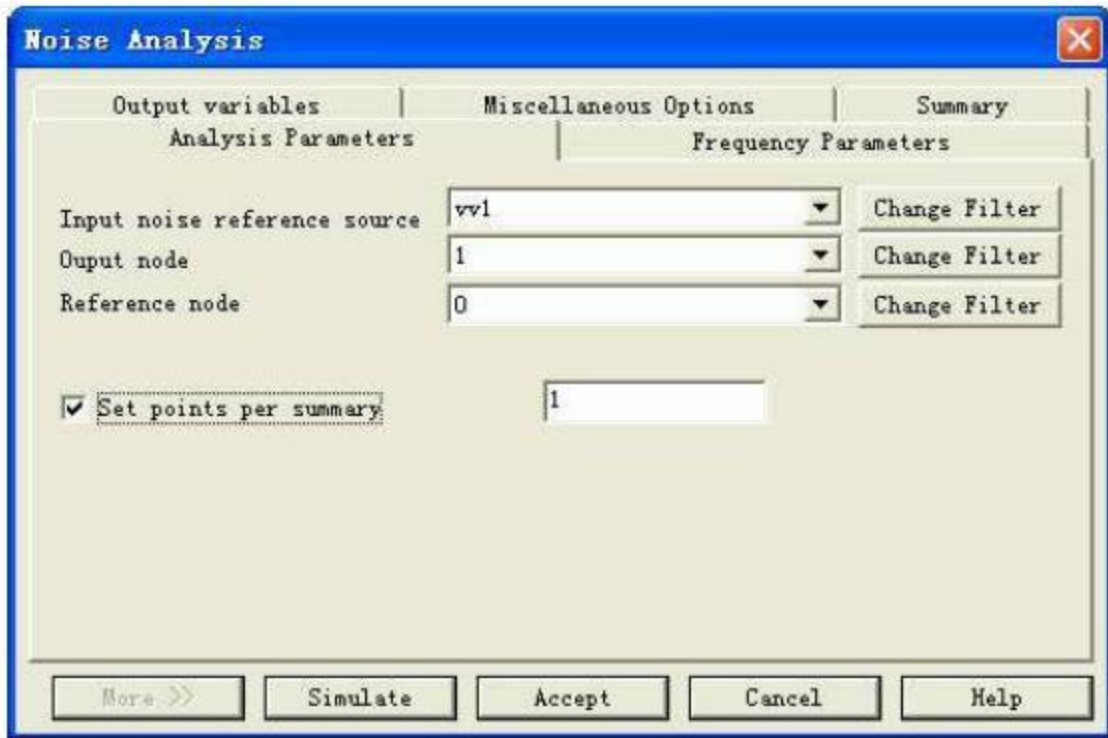 Noise Analysis
Output variables
Miscellaneous Options
Summary
Analysis Parameters
Frequency Parameters
Input noise reference source
vv1
Change Filter
Ouput node
1
Change Filter
Reference node
0
Change Filter
Set points per summary
1
More >>
Simulate
Accept
Cancel
Help